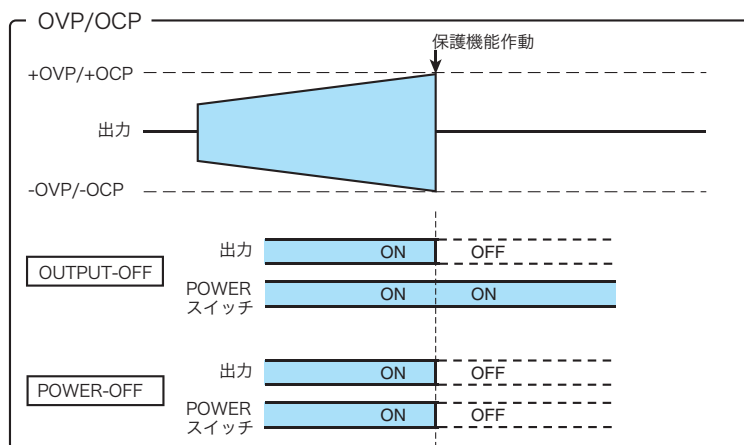 OVP/OCP
保護機能作動
+OVP/+OCP
出力
-OVP/-OCP
OUTPUT-OFF
出力
ON
OFF
POWER
スイッチ
ON
ON
POWER-OFF
出力
ON
OFF
POWER
スイッチ
ON
OFF